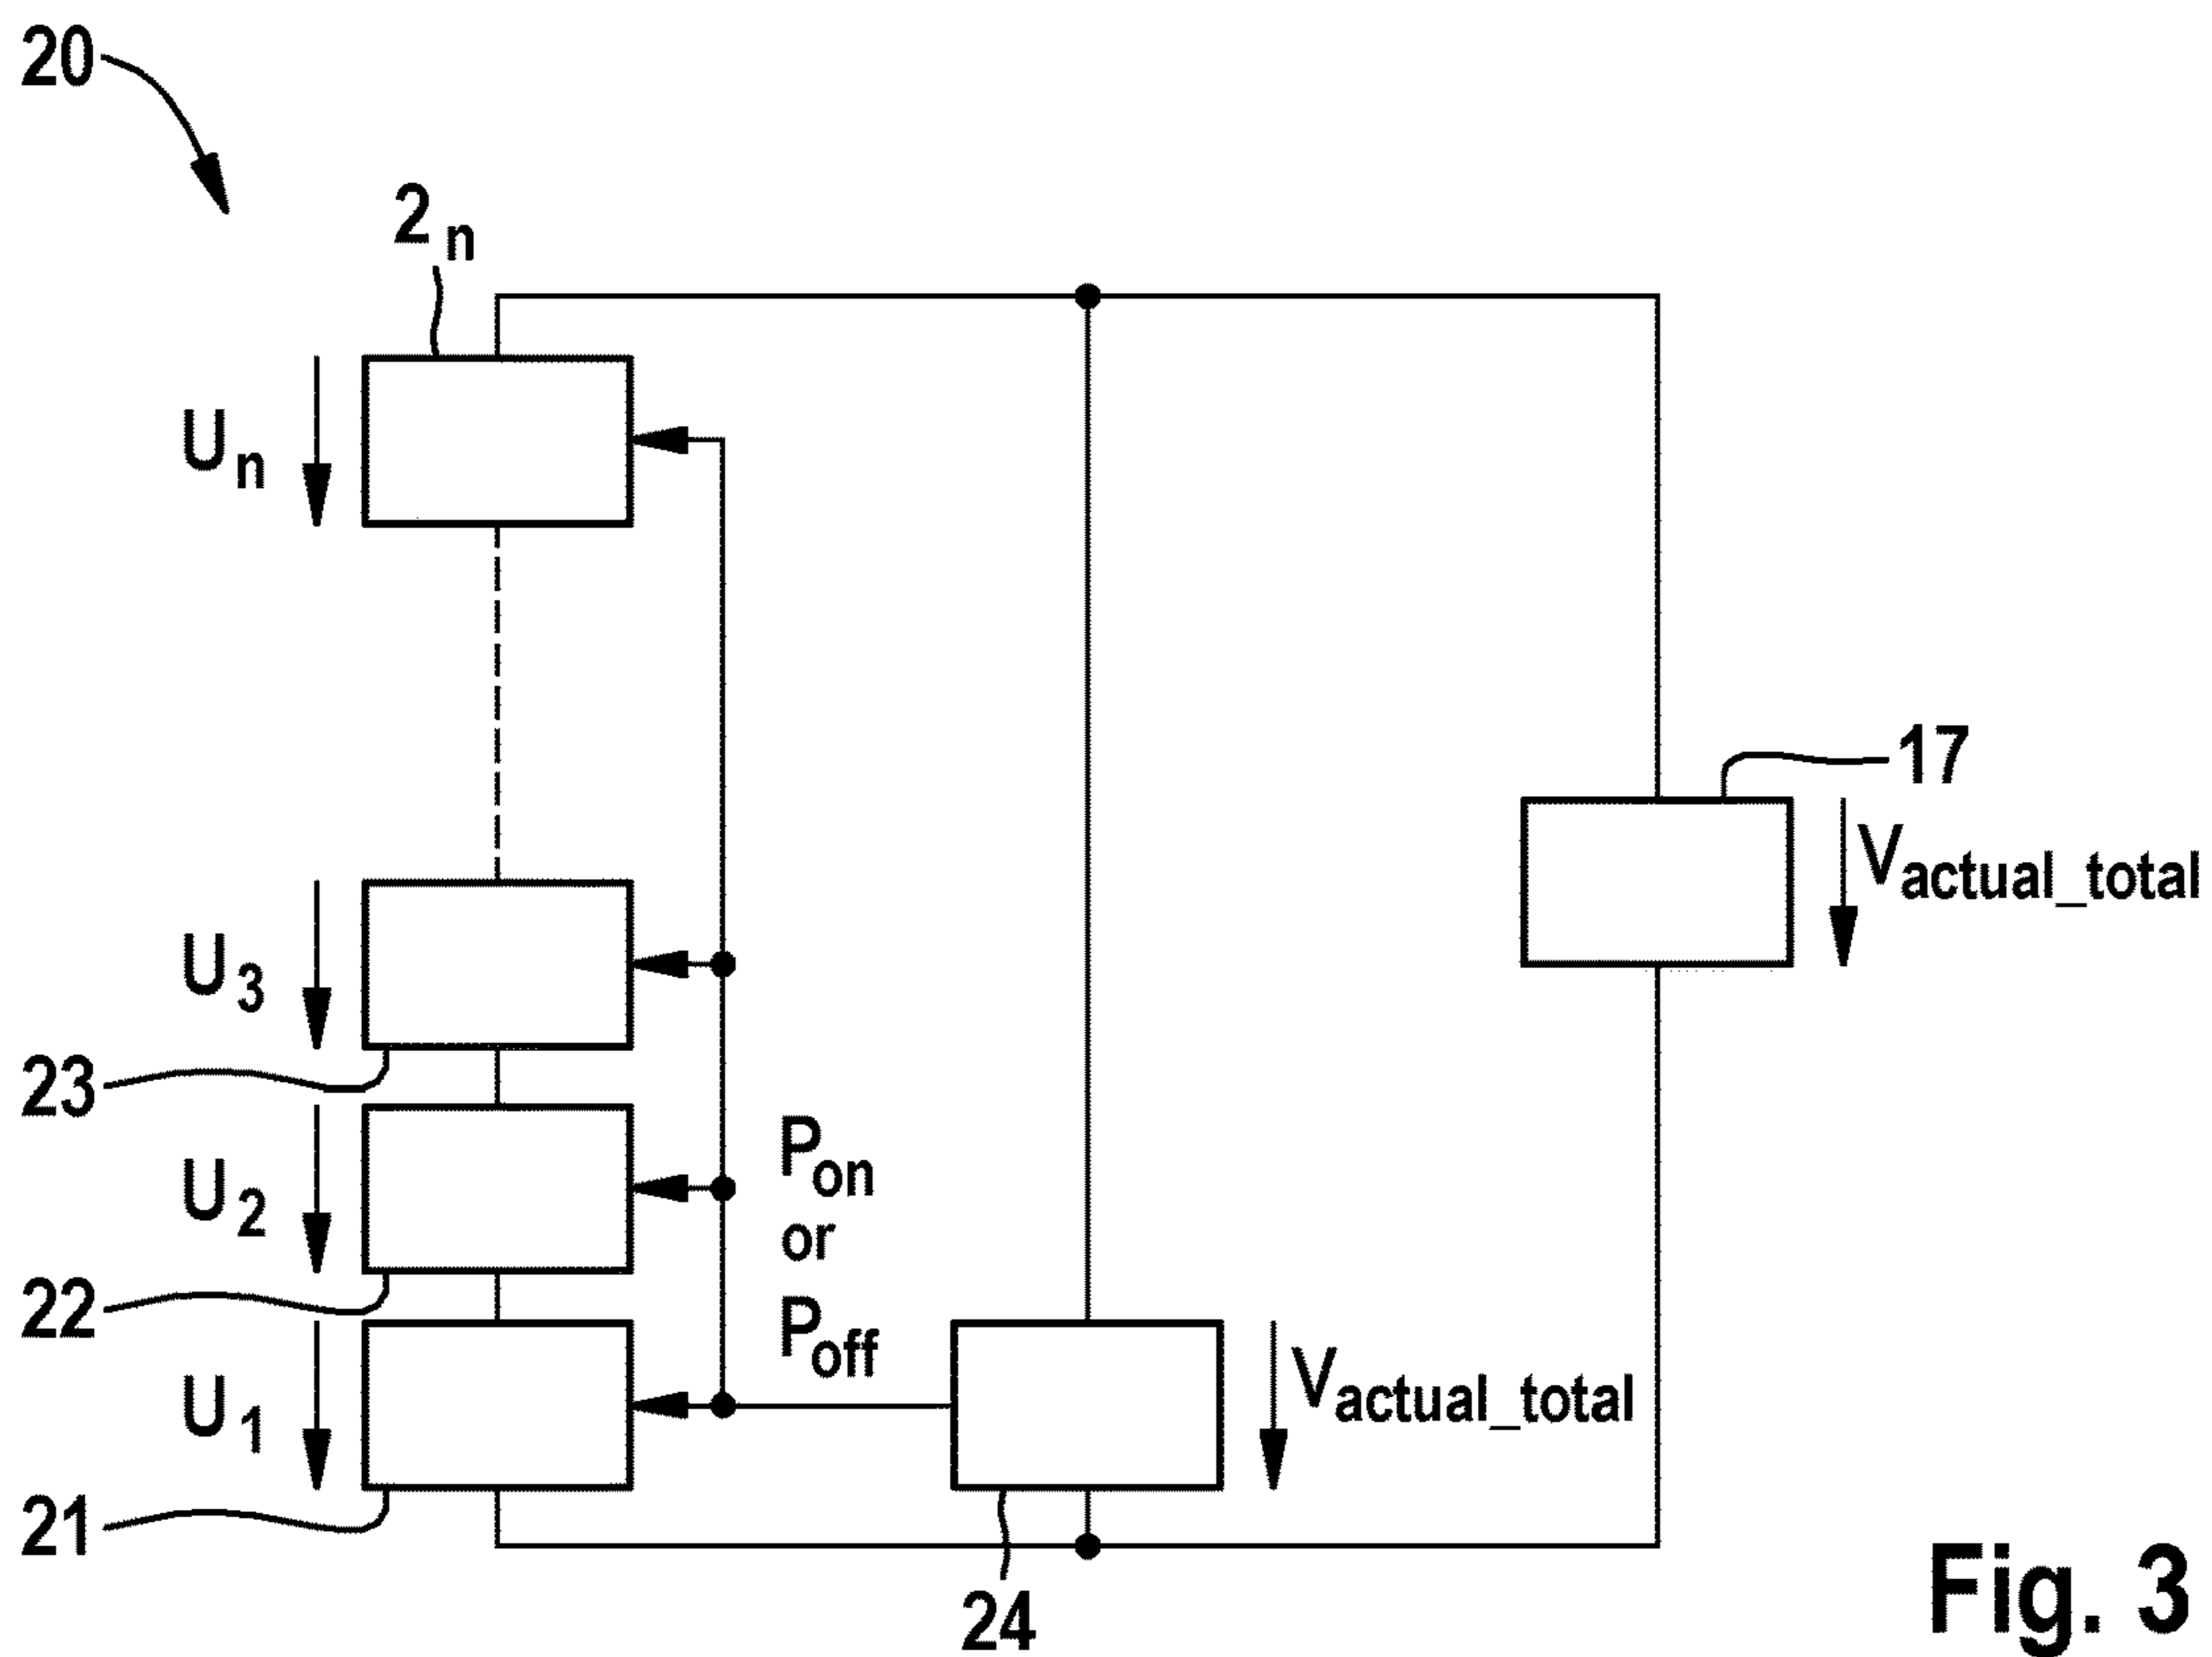 20
2n
Un
17
Vactual_total
U3
23
Pon
or
Poff
U2
22
U1
Vactual_total
21
24
Fig. 3